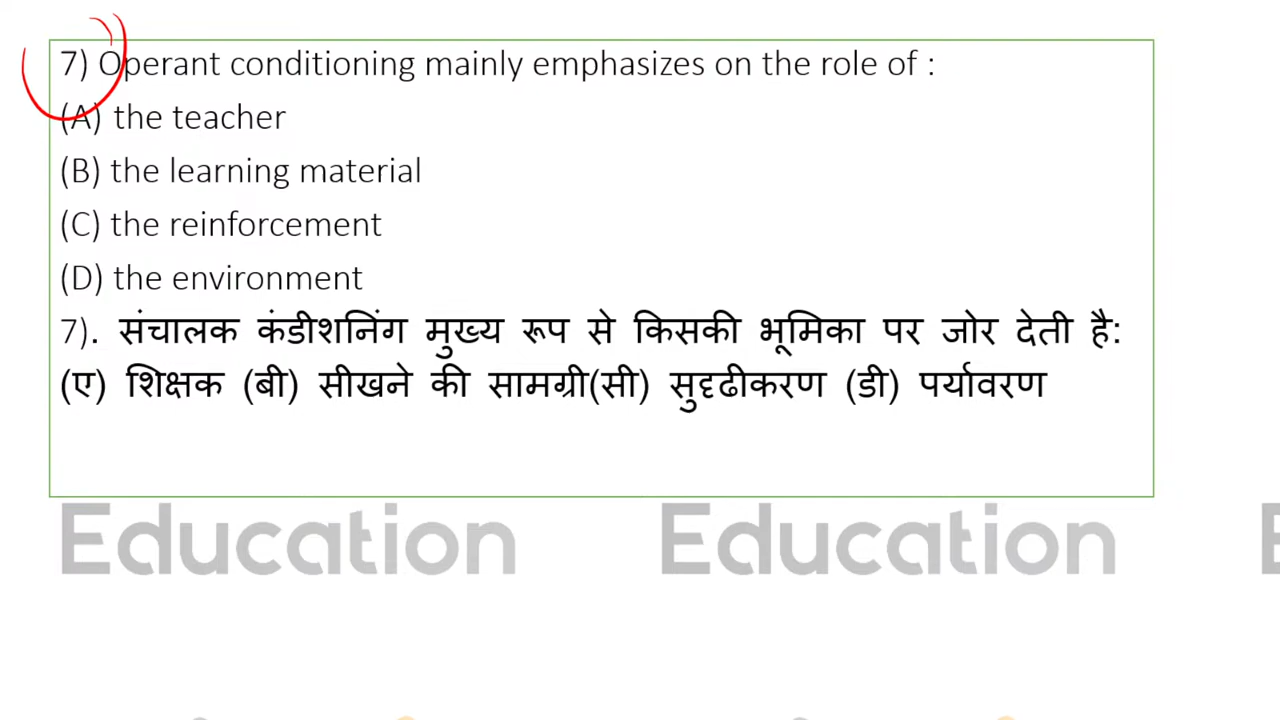 7) Operant conditioning mainly emphasizes on the role of :
(A) the teacher
(B) the learning material
(C) the reinforcement
(D) the environment
7). संचालक कंडीशनिंग मुख्य रूप से किसकी भूमिका पर जोर देती है:
(ए) शिक्षक (बी) सीखने की सामग्री(सी) सुदृढीकरण (डी) पर्यावरण
Education Education E